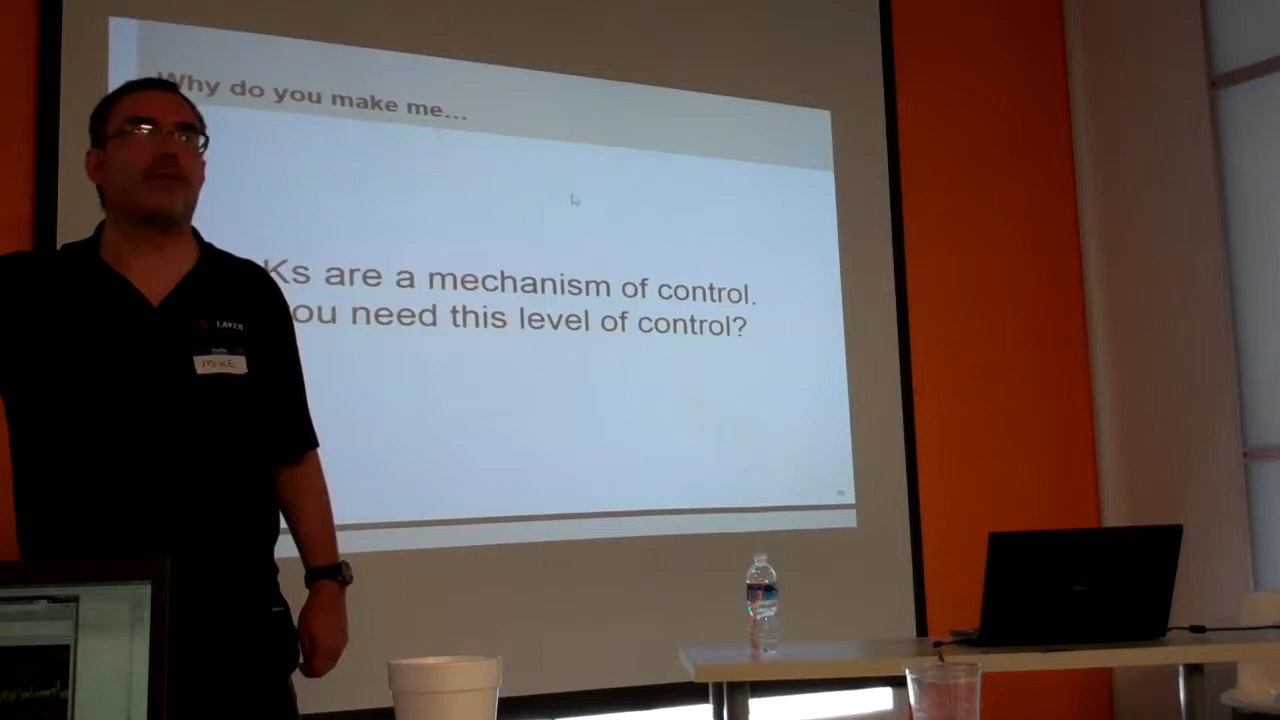 Why do you make me...
Ks are a mechanism of control.
ou need this level of control?
LAYER
MIKE